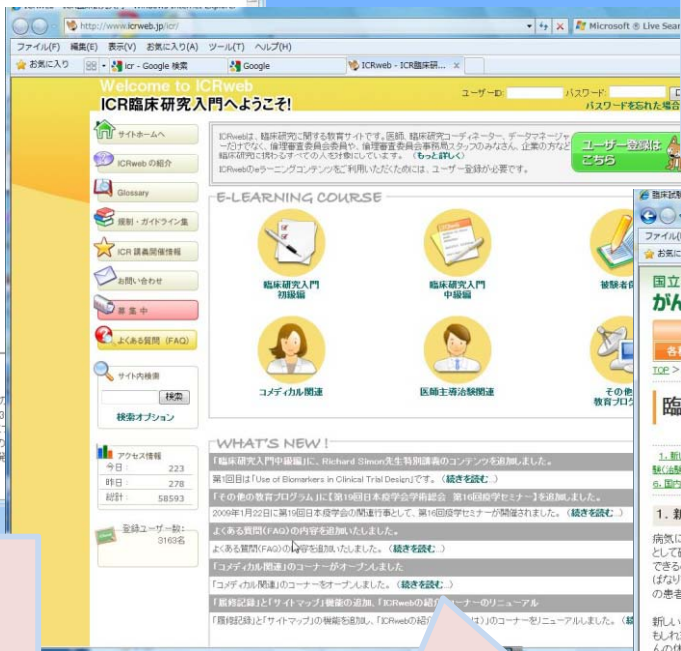 http://www.icrweb.jp/icr/
Microsoft ® Live Sear
ファイル(F) 編集(E) 表示(V) お気に入り(A) ツール(T) ヘルプ(H)
お気に入り
icr - Google 検索
Google
ICRweb - ICR臨床研...
Welcome to ICRweb
ICR臨床研究入門へようこそ!
ユーザーID:
パスワード:
パスワードを忘れた場合
サイトホームへ
ICRweb の紹介
Glossary
規制・ガイドライン集
ICR 講義開催情報
お問い合わせ
募集中
よくある質問 (FAQ)
サイト内検索
検索
検索オプション
アクセス情報
今日: 223
昨日: 278
総計: 58593
登録ユーザー数:
3163名
ICRwebは、臨床研究に関する教育サイトです。医師、臨床研究コーディネーター、データマネージャ
ーだけでなく、倫理審査委員会委員や、倫理審査委員会事務局スタッフのみなさん、企業の方など
臨床研究に携わるすべての人を対象にしています。 (もっと詳しく)
ICRwebのeラーニングコンテンツをご利用いただくためには、ユーザー登録が必要です。
ユーザー登録は
こちら
E-LEARNING COURSE
臨床研究入門
初級編
臨床研究入門
中級編
被験者保
コメディカル関連
医師主導治験関連
その他
教育プログ
WHAT'S NEW !
「臨床研究入門中級編」に、Richard Simon先生特別講義のコンテンツを追加しました。
第1回目は「Use of Biomarkers in Clinical Trial Design」です。 (続きを読む...)
「その他の教育プログラム」に【第19回日本疫学会学術総会 第16回疫学セミナー】を追加しました。
2009年1月22日に第19回日本疫学会の関連行事として、第16回疫学セミナーが開催されました。 (続きを読む...)
よくある質問(FAQ)の内容を追加いたしました。
よくある質問(FAQ)の内容を追加いたしました。 (続きを読む...)
「コメディカル関連」のコーナーがオープンしました
「コメディカル関連」のコーナーをオープンしました。 (続きを読む...)
「履修記録」と「サイトマップ」機能の追加、「ICRwebの紹介」コーナーのリニューアル
臨床試験
ファイル(
お気に
国立
がん
各
TOP >
臨
1. 新
病気に
として
できる
ばなり
の患者
新しい
もしれ
んの体